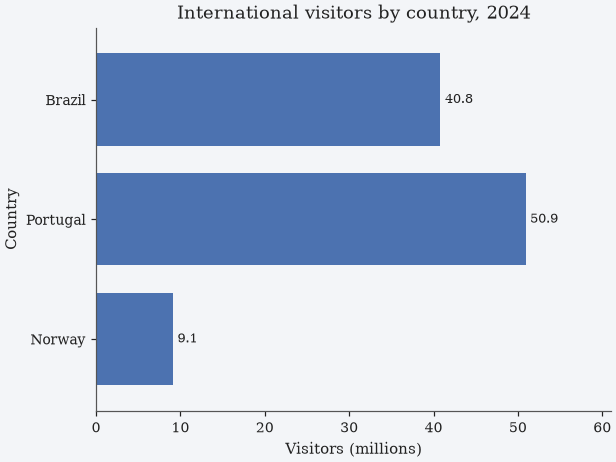 International visitors by country, 2024
Country
Brazil
40.8
Portugal
50.9
Norway
9.1
0 10 20 30 40 50 60
Visitors (millions)